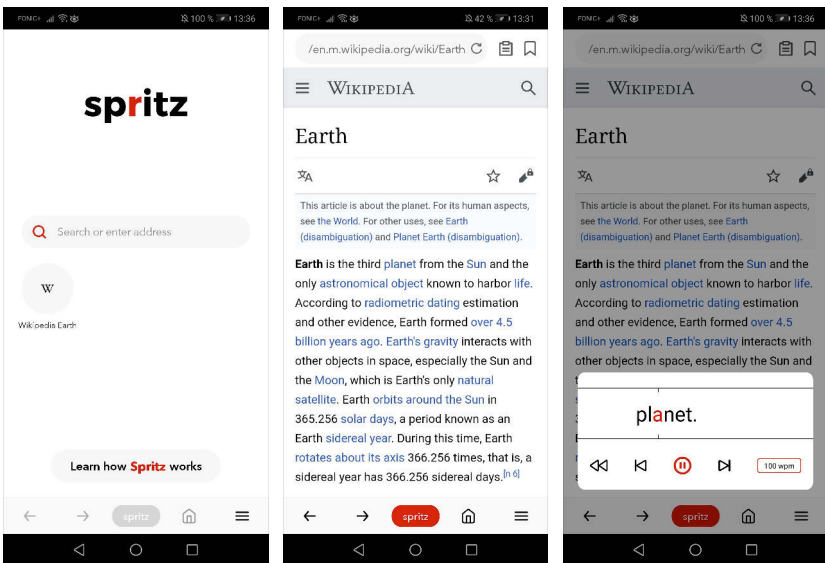 FONIC+ 100 % 13:36
spritz
Search or enter address
W
Wikipedia Earth
Learn how Spritz works
spritz
FONIC+ 42 % 13:31
/en.m.wikipedia.org/wiki/Earth
WIKIPEDIA
Earth
This article is about the planet. For its human aspects,
see the World. For other uses, see Earth
(disambiguation) and Planet Earth (disambiguation).
Earth is the third planet from the Sun and the
only astronomical object known to harbor life.
According to radiometric dating estimation
and other evidence, Earth formed over 4.5
billion years ago. Earth's gravity interacts with
other objects in space, especially the Sun and
the Moon, which is Earth's only natural
satellite. Earth orbits around the Sun in
365.256 solar days, a period known as an
Earth sidereal year. During this time, Earth
rotates about its axis 366.256 times, that is, a
sidereal year has 366.256 sidereal days.[n 6]
spritz
FONIC+ 100 % 13:36
/en.m.wikipedia.org/wiki/Earth
WIKIPEDIA
Earth
This article is about the planet. For its human aspects,
see the World. For other uses, see Earth
(disambiguation) and Planet Earth (disambiguation).
Earth is the third planet from the Sun and the
only astronomical object known to harbor life.
According to radiometric dating estimation
and other evidence, Earth formed over 4.5
billion years ago. Earth's gravity interacts with
other objects in space, especially the Sun and
planet.
100 wpm
spritz